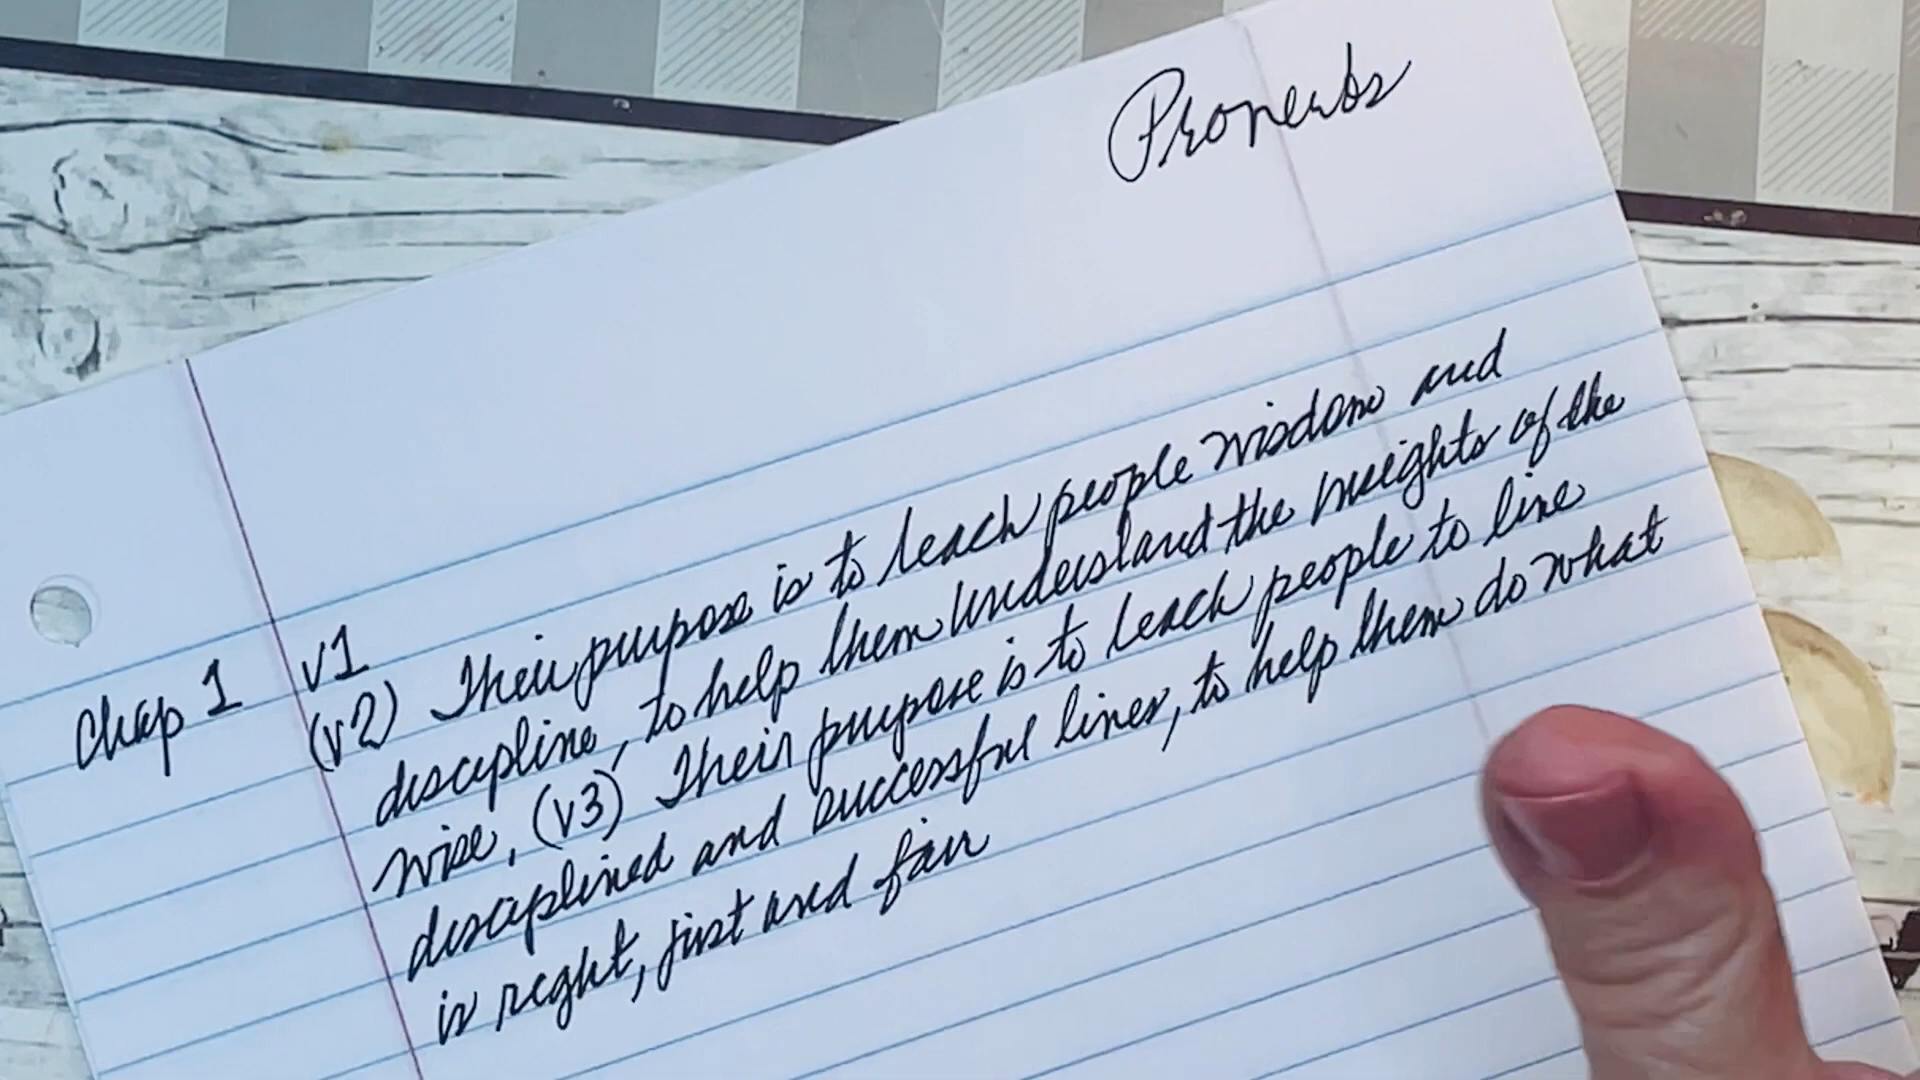 Proverbs
Chap 1 v1
(v2) Their purpose is to teach people wisdom and
discipline, to help them understand the insights of the
wise, (v3) Their purpose is to teach people to live
disciplined and successful lives, to help them do what
is right, just and fair